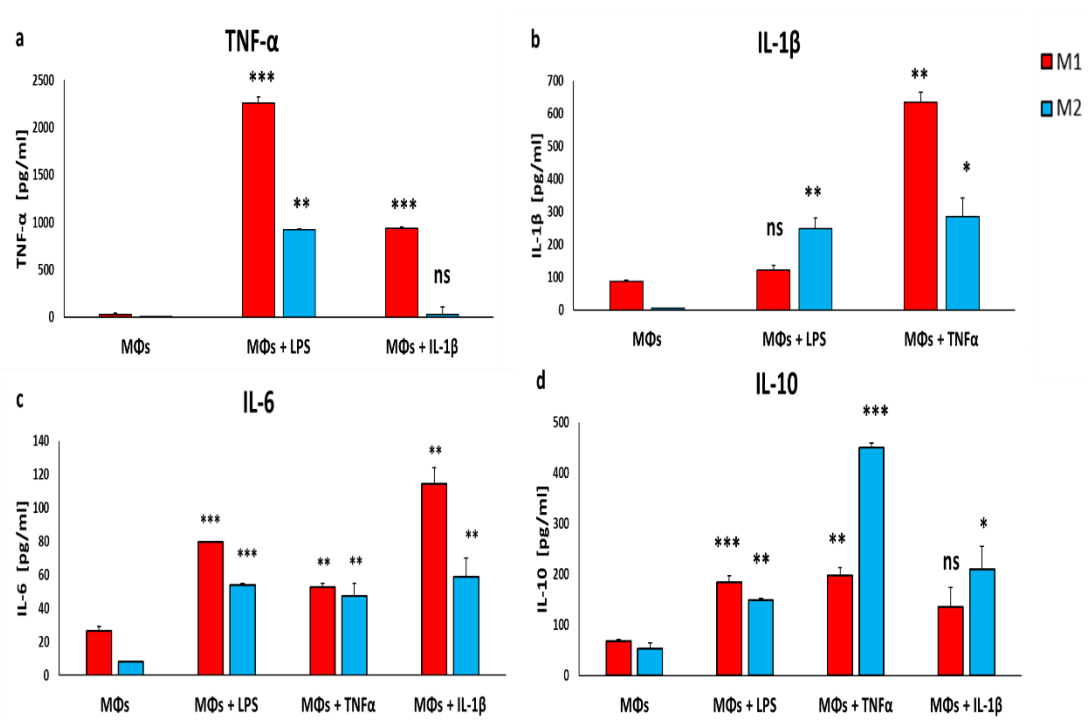 a
TNF-α
TNF-α [pg/ml]
2500
2000
1500
1000
500
0
***
**
***
ns
MΦs
MΦs + LPS
MΦs + IL-1β
b
IL-1β
IL-1β [pg/ml]
700
600
500
400
300
200
100
0
ns
**
**
*
MΦs
MΦs + LPS
MΦs + TNFα
M1
M2
c
IL-6
IL-6 [pg/ml]
140
120
100
80
60
40
20
0
***
***
**
**
**
**
MΦs
MΦs + LPS
MΦs + TNFα
MΦs + IL-1β
d
IL-10
IL-10 [pg/ml]
500
400
300
200
100
0
***
**
**
***
ns
*
MΦs
MΦs + LPS
MΦs + TNFα
MΦs + IL-1β